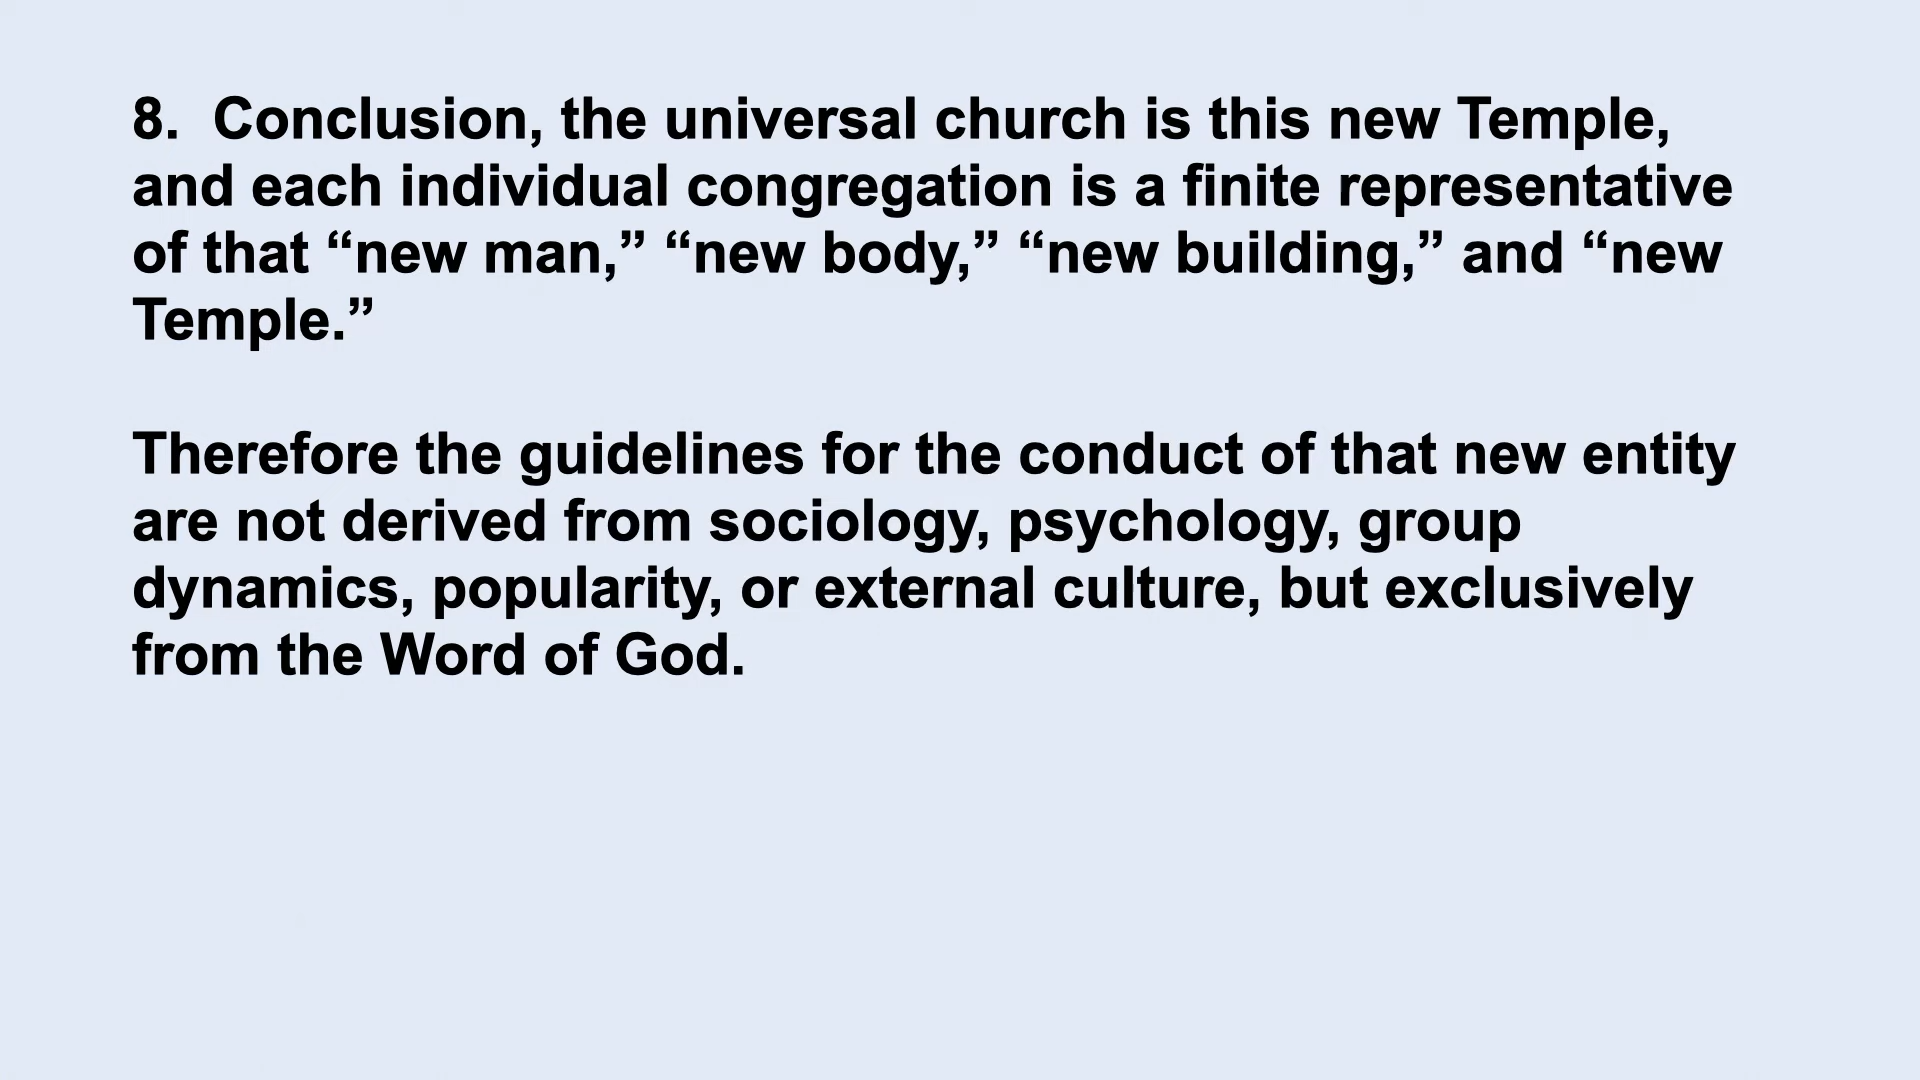 8.  Conclusion, the universal church is this new Temple,
and each individual congregation is a finite representative
of that “new man,” “new body,” “new building,” and “new
Temple.”
Therefore the guidelines for the conduct of that new entity
are not derived from sociology, psychology, group
dynamics, popularity, or external culture, but exclusively
from the Word of God.